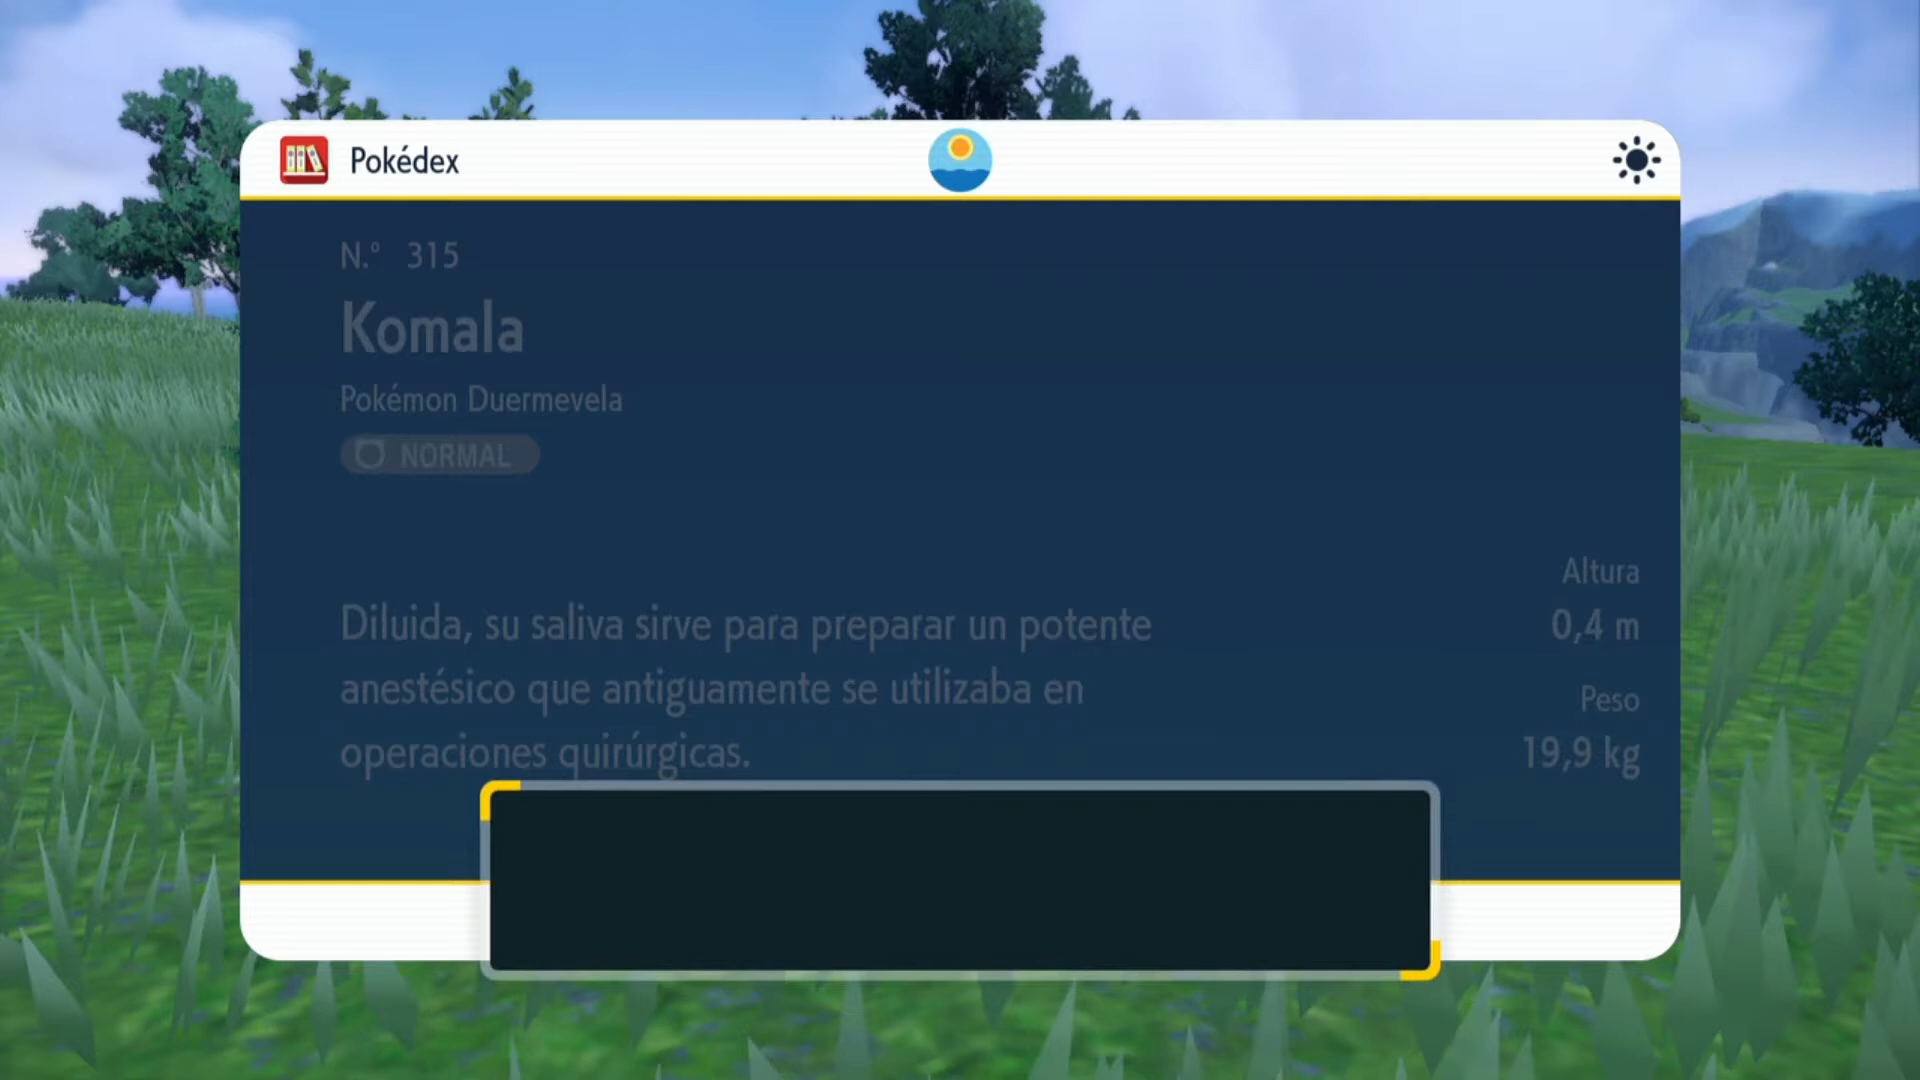 Pokédex
N.º 315
Komala
Pokémon Duermevela
NORMAL
Diluida, su saliva sirve para preparar un potente
anestésico que antiguamente se utilizaba en
operaciones quirúrgicas.
Altura
0,4 m
Peso
19,9 kg